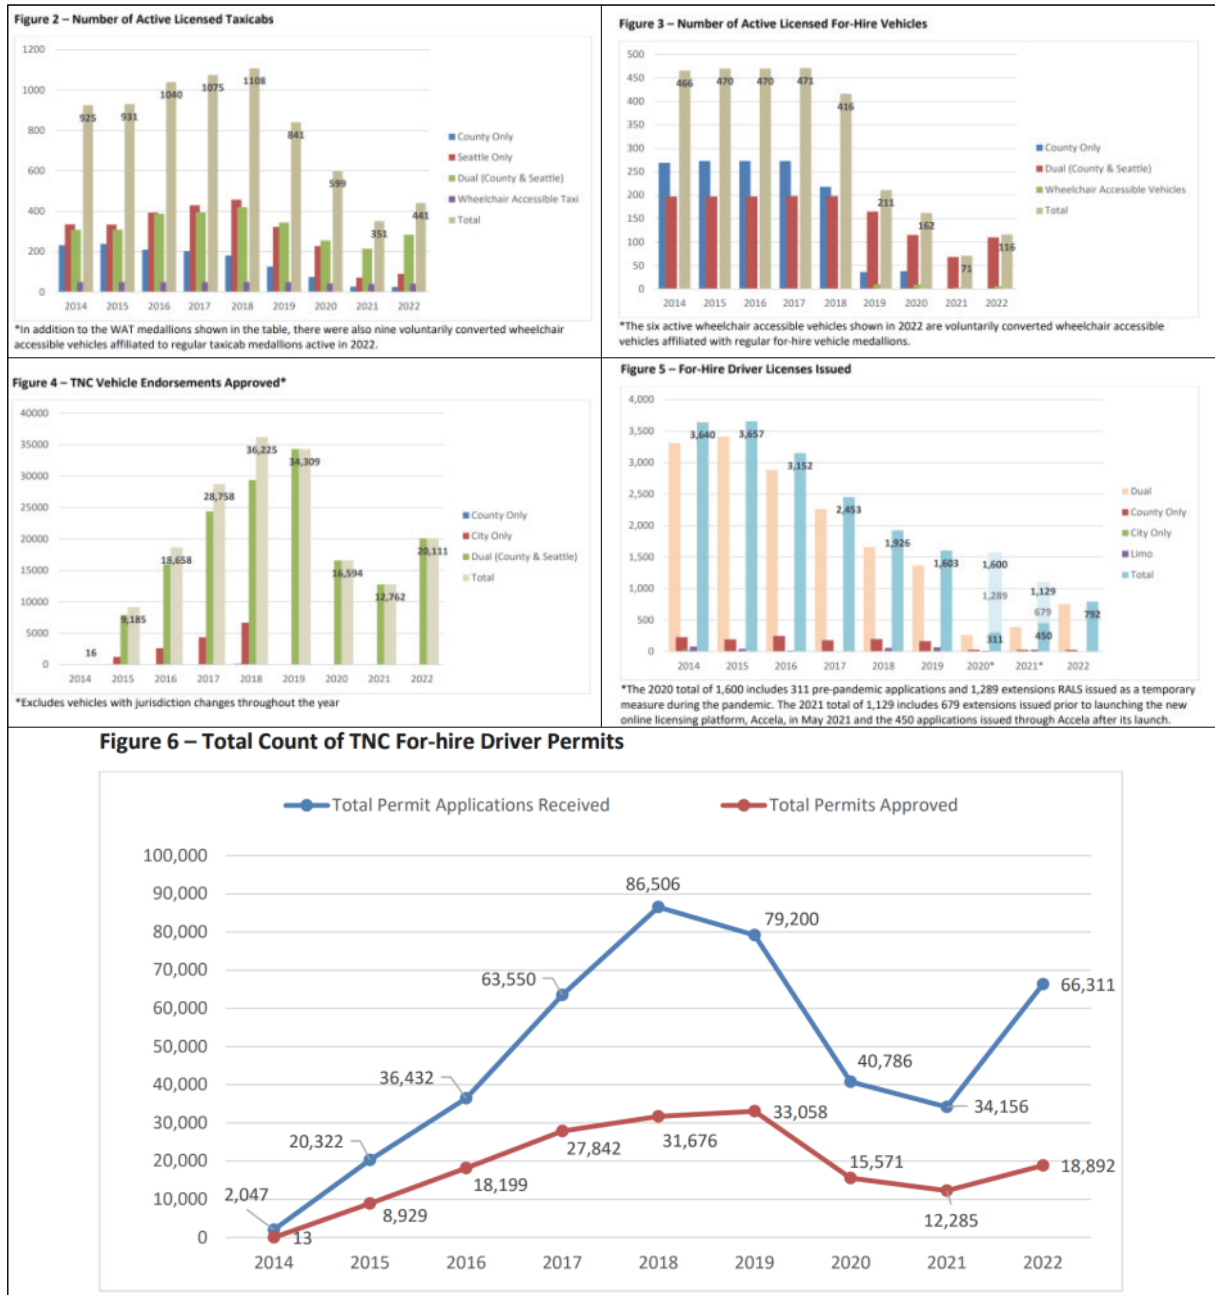 Figure 2 – Number of Active Licensed Taxicabs
1200
1000
800
600
400
200
0
925
931
1040
1075
1108
841
599
351
441
2014 2015 2016 2017 2018 2019 2020 2021 2022
County Only
Seattle Only
Dual (County & Seattle)
Wheelchair Accessible Taxi
Total
*In addition to the WAT medallions shown in the table, there were also nine voluntarily converted wheelchair
accessible vehicles affiliated to regular taxicab medallions active in 2022.
Figure 3 – Number of Active Licensed For-Hire Vehicles
500
450
400
350
300
250
200
150
100
50
0
466
470
470
471
416
211
162
71
116
2014 2015 2016 2017 2018 2019 2020 2021 2022
County Only
Dual (County & Seattle)
Wheelchair Accessible Vehicles
Total
*The six active wheelchair accessible vehicles shown in 2022 are voluntarily converted wheelchair accessible
vehicles affiliated with regular for-hire vehicle medallions.
Figure 4 – TNC Vehicle Endorsements Approved*
40000
35000
30000
25000
20000
15000
10000
5000
0
16
9,185
18,658
28,758
36,225
34,309
16,594
12,762
20,111
2014 2015 2016 2017 2018 2019 2020 2021 2022
County Only
City Only
Dual (County & Seattle)
Total
*Excludes vehicles with jurisdiction changes throughout the year
Figure 5 – For-Hire Driver Licenses Issued
4,000
3,500
3,000
2,500
2,000
1,500
1,000
500
0
3,640
3,657
3,152
2,453
1,926
1,603
1,600
1,289
311
1,129
679
450
792
2014 2015 2016 2017 2018 2019 2020* 2021* 2022
Dual
County Only
City Only
Limo
Total
*The 2020 total of 1,600 includes 311 pre-pandemic applications and 1,289 extensions RALS issued as a temporary
measure during the pandemic. The 2021 total of 1,129 includes 679 extensions issued prior to launching the new
online licensing platform, Accela, in May 2021 and the 450 applications issued through Accela after its launch.
Figure 6 – Total Count of TNC For-hire Driver Permits
Total Permit Applications Received
Total Permits Approved
100,000
90,000
80,000
70,000
60,000
50,000
40,000
30,000
20,000
10,000
0
2,047
20,322
36,432
63,550
86,506
79,200
40,786
34,156
66,311
13
8,929
18,199
27,842
31,676
33,058
15,571
12,285
18,892
2014 2015 2016 2017 2018 2019 2020 2021 2022